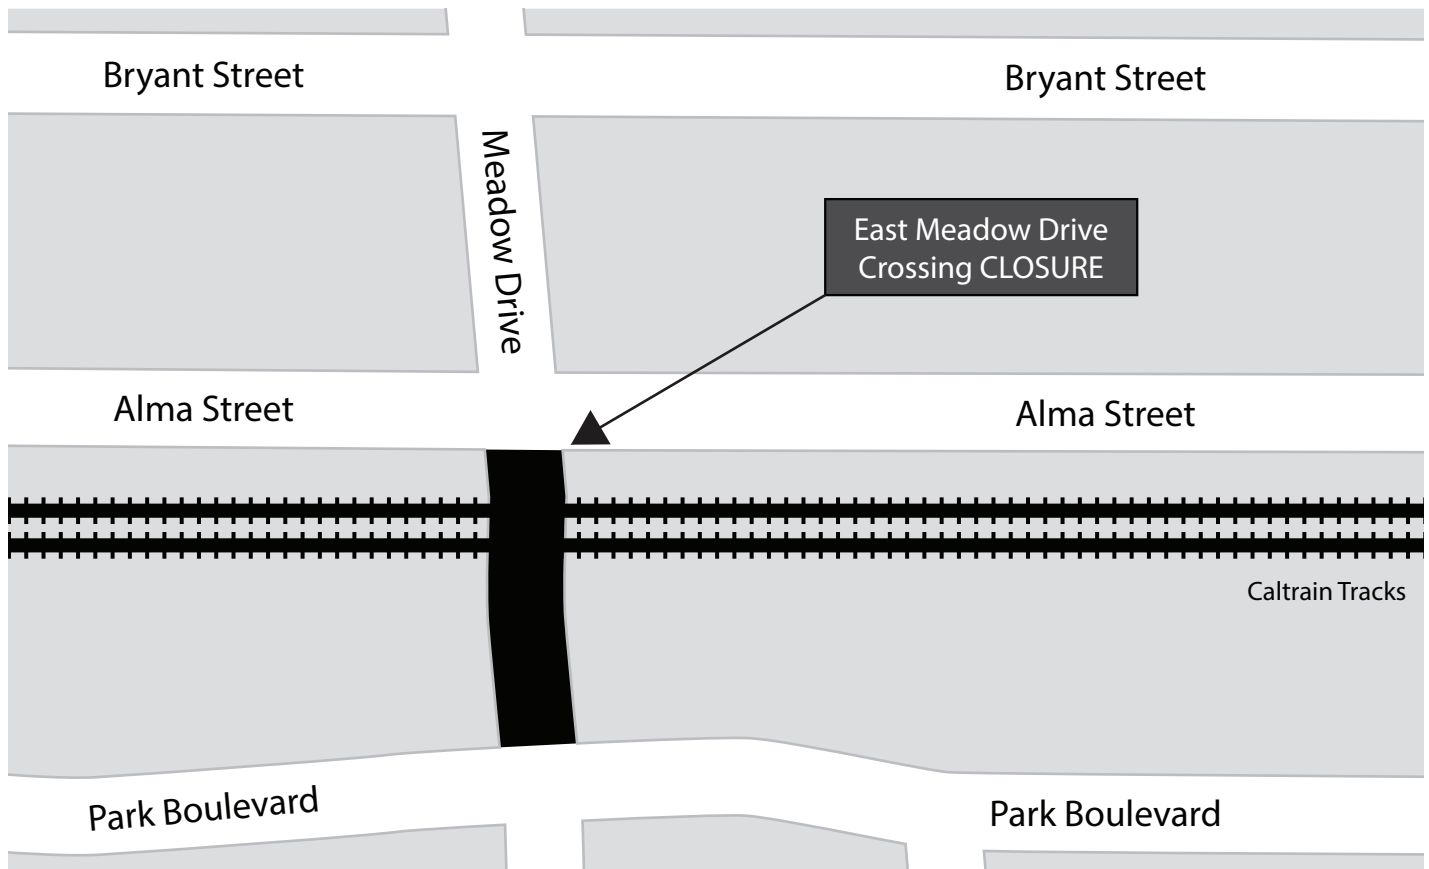 Bryant Street
Bryant Street
Meadow Drive
East Meadow Drive
Crossing CLOSURE
Alma Street
Alma Street
Caltrain Tracks
Park Boulevard
Park Boulevard